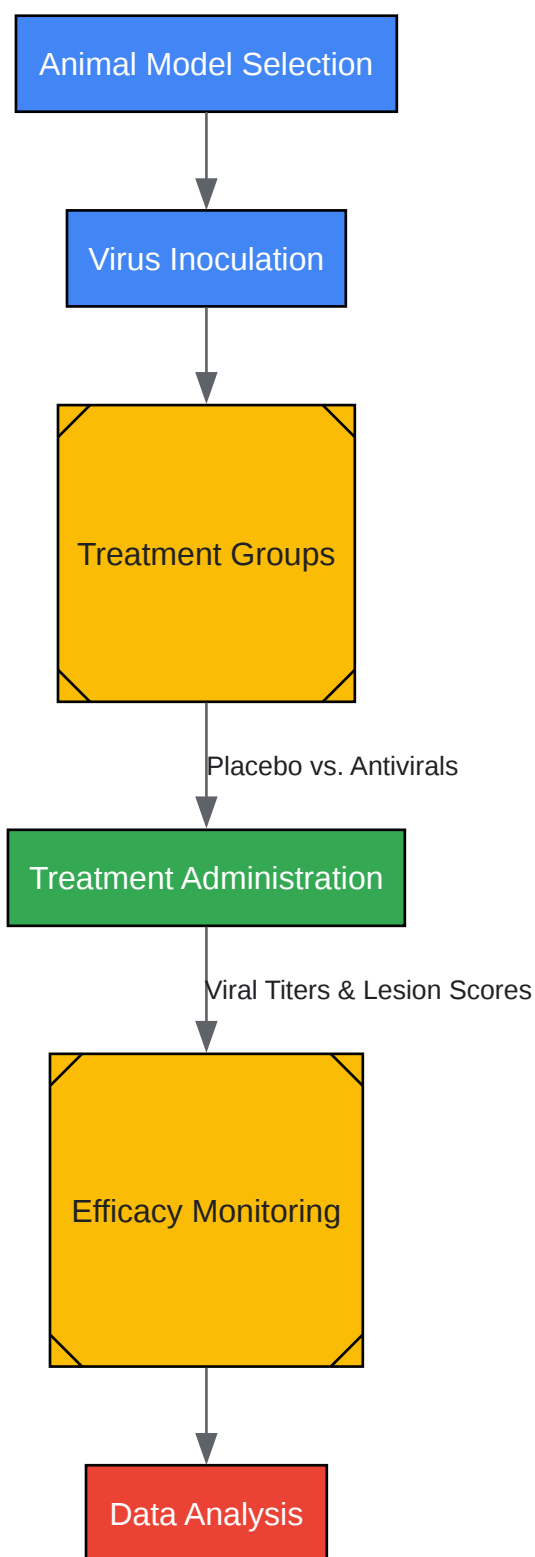 Animal Model Selection
Virus Inoculation
Treatment Groups
Placebo vs. Antivirals
Treatment Administration
Viral Titers & Lesion Scores
Efficacy Monitoring
Data Analysis